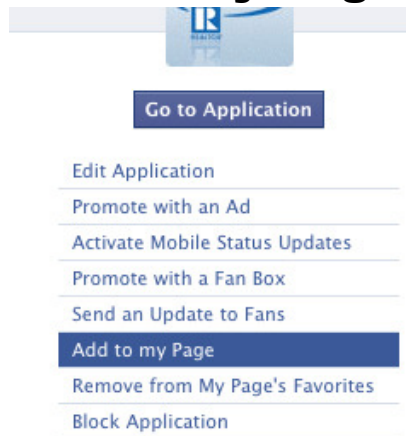 R
REALTOR
Go to Application
Edit Application
Promote with an Ad
Activate Mobile Status Updates
Promote with a Fan Box
Send an Update to Fans
Add to my Page
Remove from My Page's Favorites
Block Application